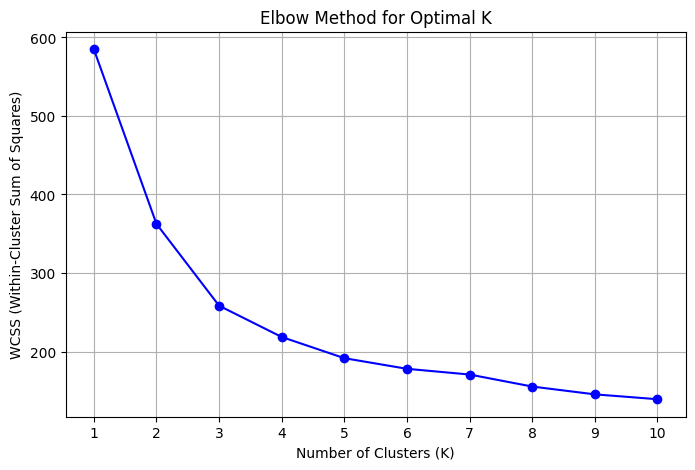 Elbow Method for Optimal K
600
500
400
300
200
WCSS (Within-Cluster Sum of Squares)
1 2 3 4 5 6 7 8 9 10
Number of Clusters (K)